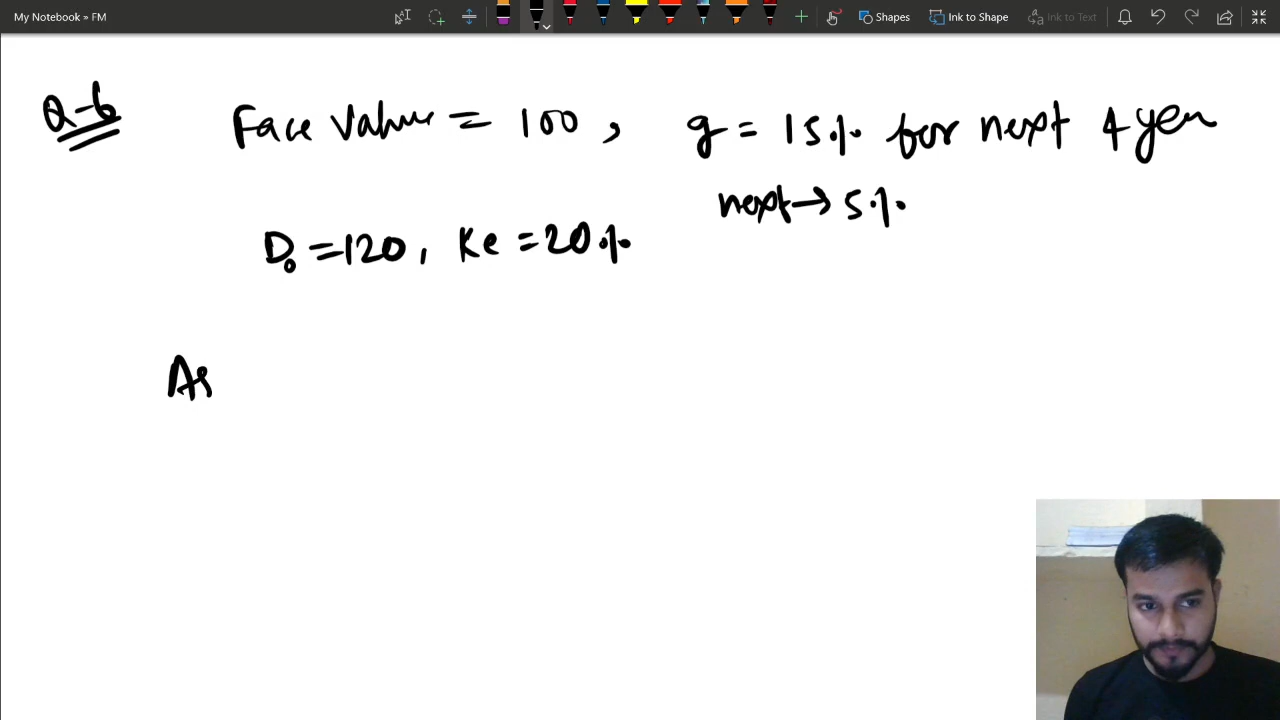 My Notebook » FM
Shapes
Ink to Shape
Ink to Text
Q-6 Face Value = 100, g = 15% for next 4 year
next → 5%
D₀ = 120, Ke = 20%
As